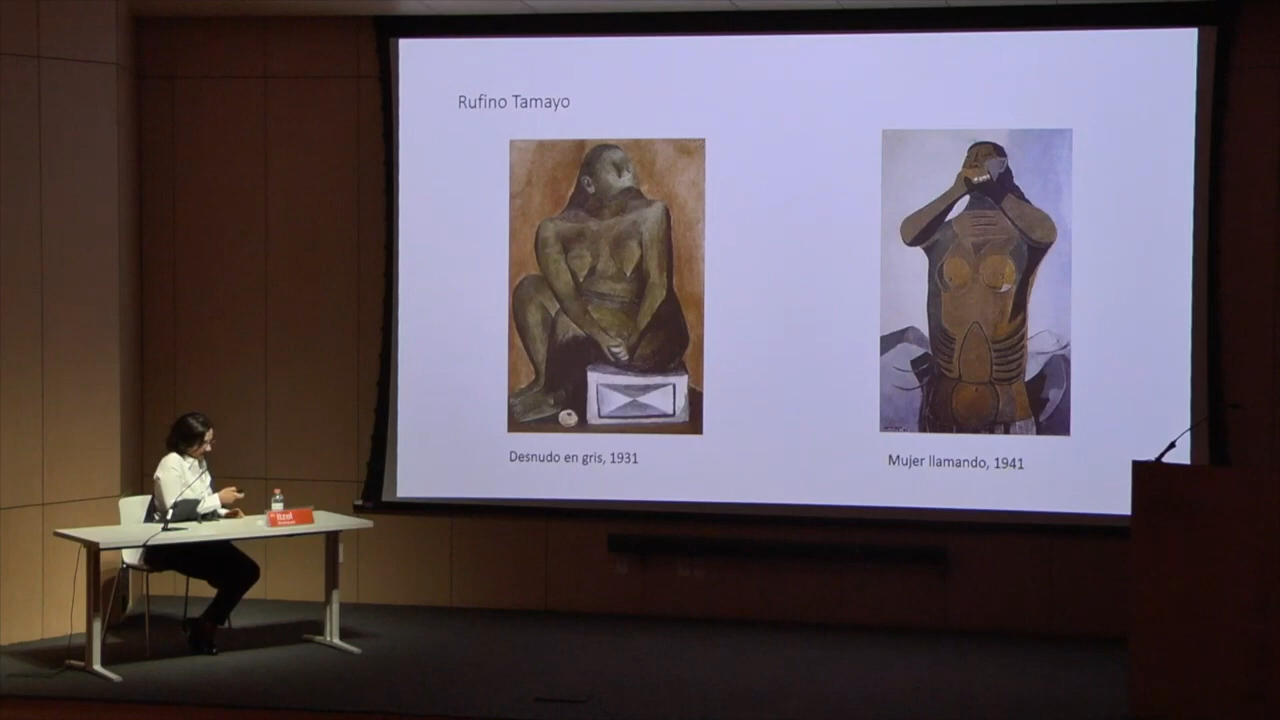 Rufino Tamayo
Desnudo en gris, 1931
Mujer llamando, 1941
Itzel